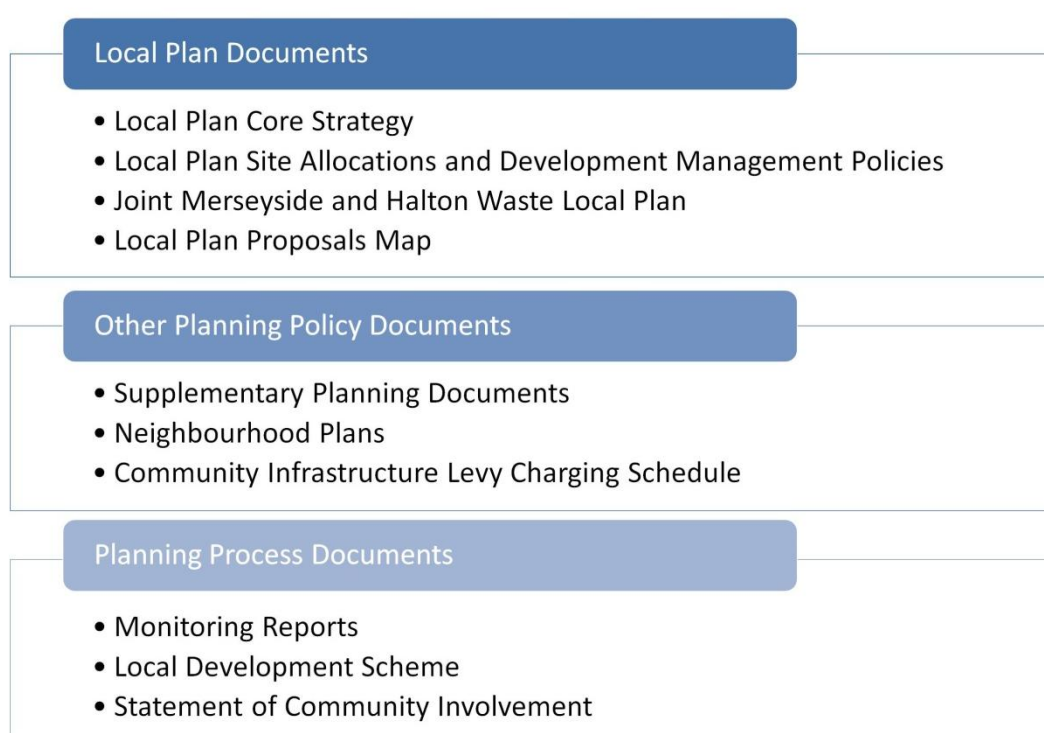 Local Plan Documents
• Local Plan Core Strategy
• Local Plan Site Allocations and Development Management Policies
• Joint Merseyside and Halton Waste Local Plan
• Local Plan Proposals Map
Other Planning Policy Documents
• Supplementary Planning Documents
• Neighbourhood Plans
• Community Infrastructure Levy Charging Schedule
Planning Process Documents
• Monitoring Reports
• Local Development Scheme
• Statement of Community Involvement